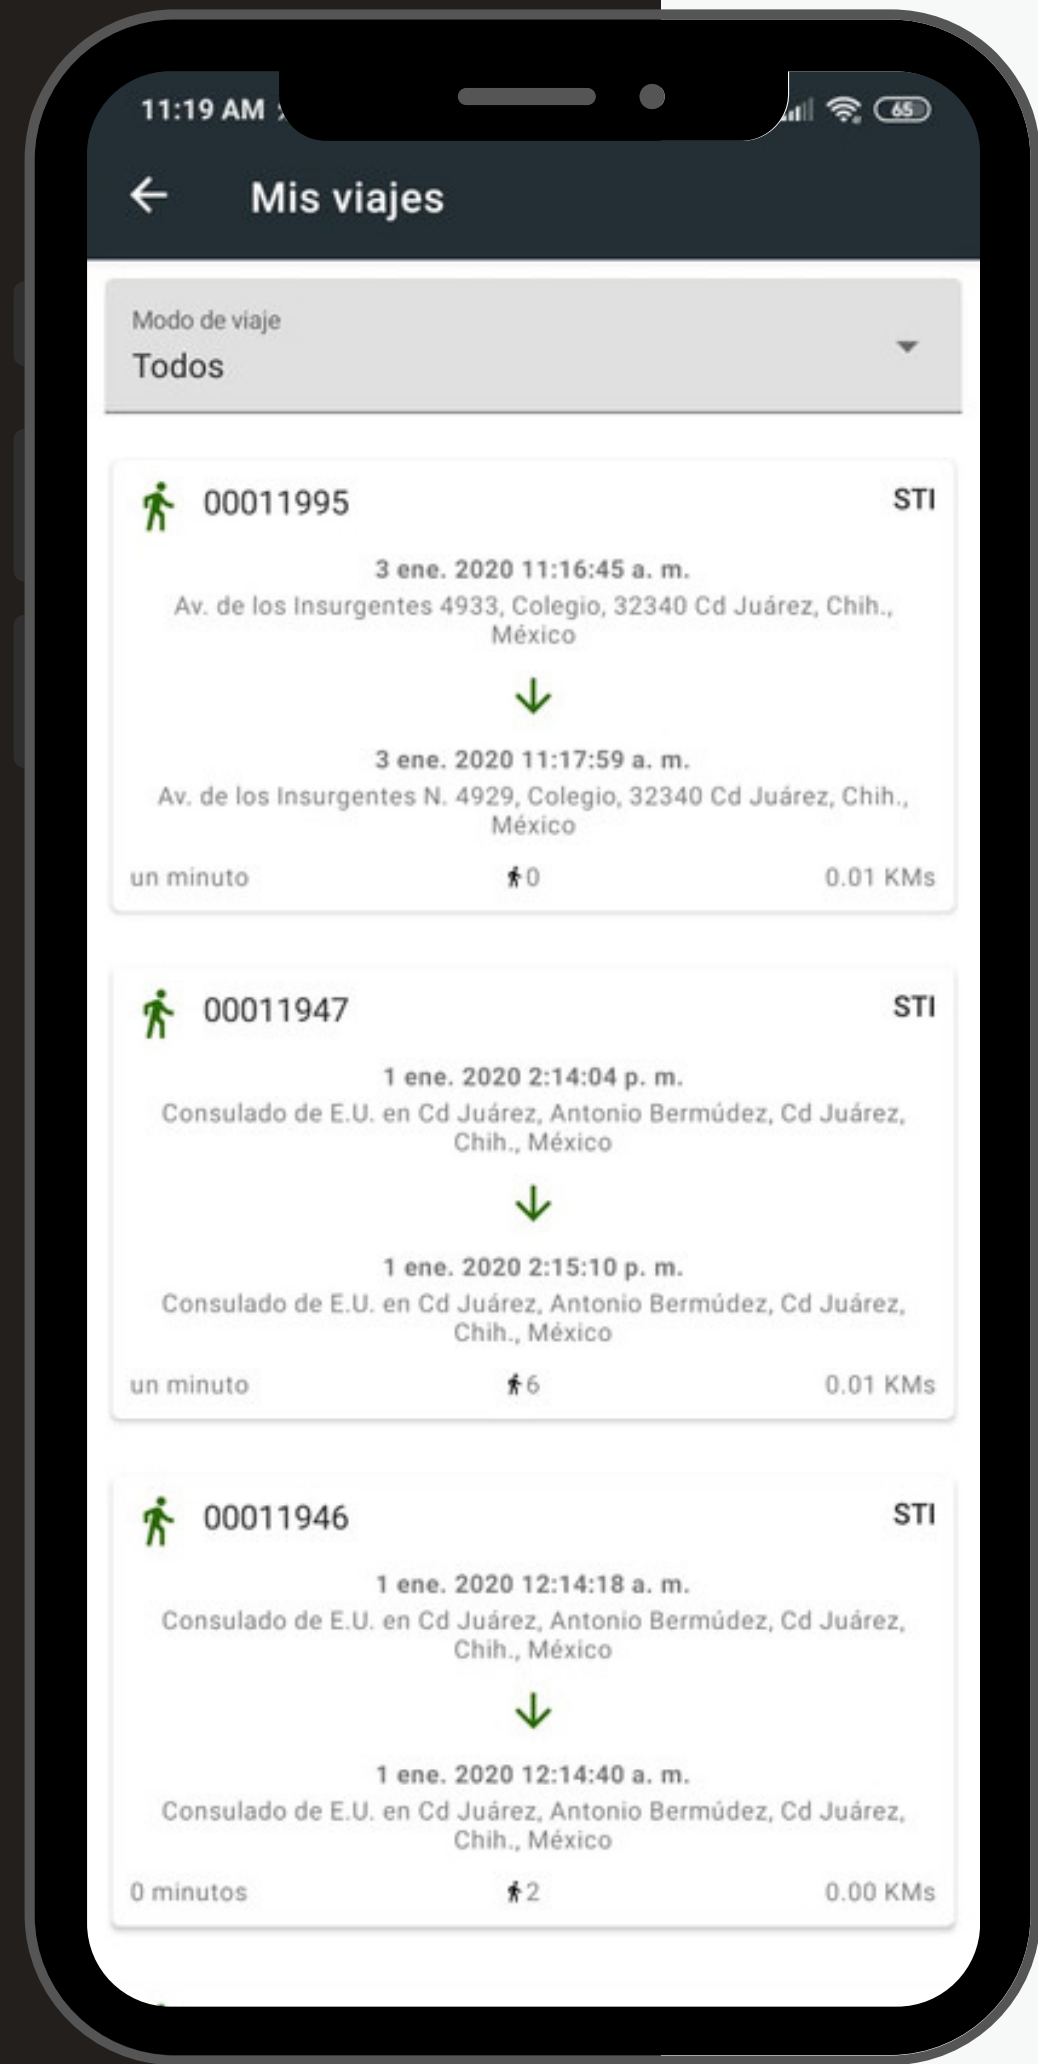 11:19 AM
65
Mis viajes
Modo de viaje
Todos
00011995
STI
3 ene. 2020 11:16:45 a. m.
Av. de los Insurgentes 4933, Colegio, 32340 Cd Juárez, Chih.,
México
3 ene. 2020 11:17:59 a. m.
Av. de los Insurgentes N. 4929, Colegio, 32340 Cd Juárez, Chih.,
México
un minuto 0 0.01 KMs
00011947
STI
1 ene. 2020 2:14:04 p. m.
Consulado de E.U. en Cd Juárez, Antonio Bermúdez, Cd Juárez,
Chih., México
1 ene. 2020 2:15:10 p. m.
Consulado de E.U. en Cd Juárez, Antonio Bermúdez, Cd Juárez,
Chih., México
un minuto 6 0.01 KMs
00011946
STI
1 ene. 2020 12:14:18 a. m.
Consulado de E.U. en Cd Juárez, Antonio Bermúdez, Cd Juárez,
Chih., México
1 ene. 2020 12:14:40 a. m.
Consulado de E.U. en Cd Juárez, Antonio Bermúdez, Cd Juárez,
Chih., México
0 minutos 2 0.00 KMs